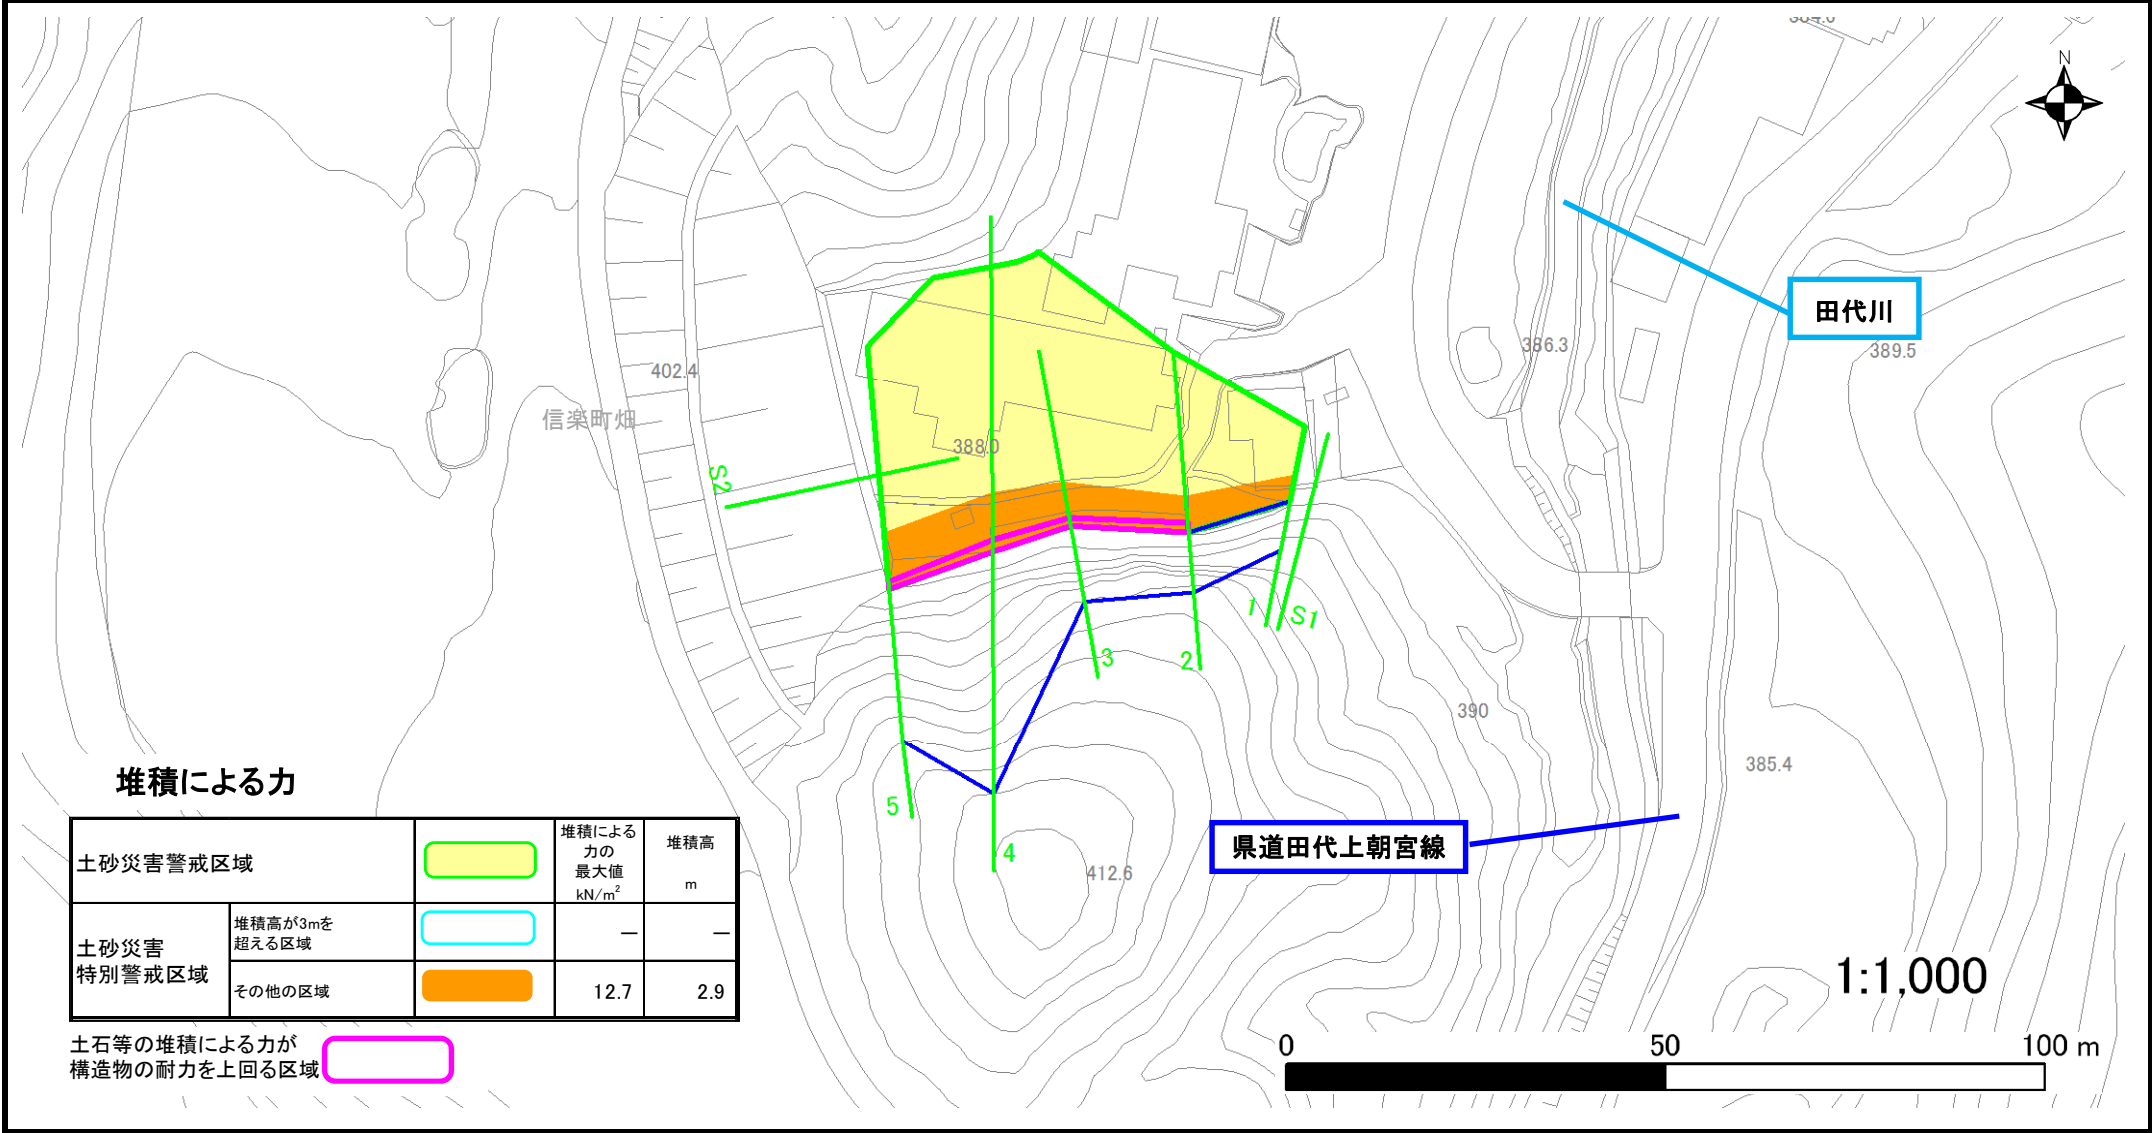 N
田代川
386.3
389.5
402.4
信楽町畑
388.0
S2
1
S1
3
2
390
385.4
5
4
412.6
県道田代上朝宮線
堆積による力
土砂災害警戒区域
堆積による
力の
最大値
kN/m²
堆積高
m
土砂災害
特別警戒区域
堆積高が3mを
超える区域
—
—
その他の区域
12.7
2.9
土石等の堆積による力が
構造物の耐力を上回る区域
1:1,000
0
50
100 m